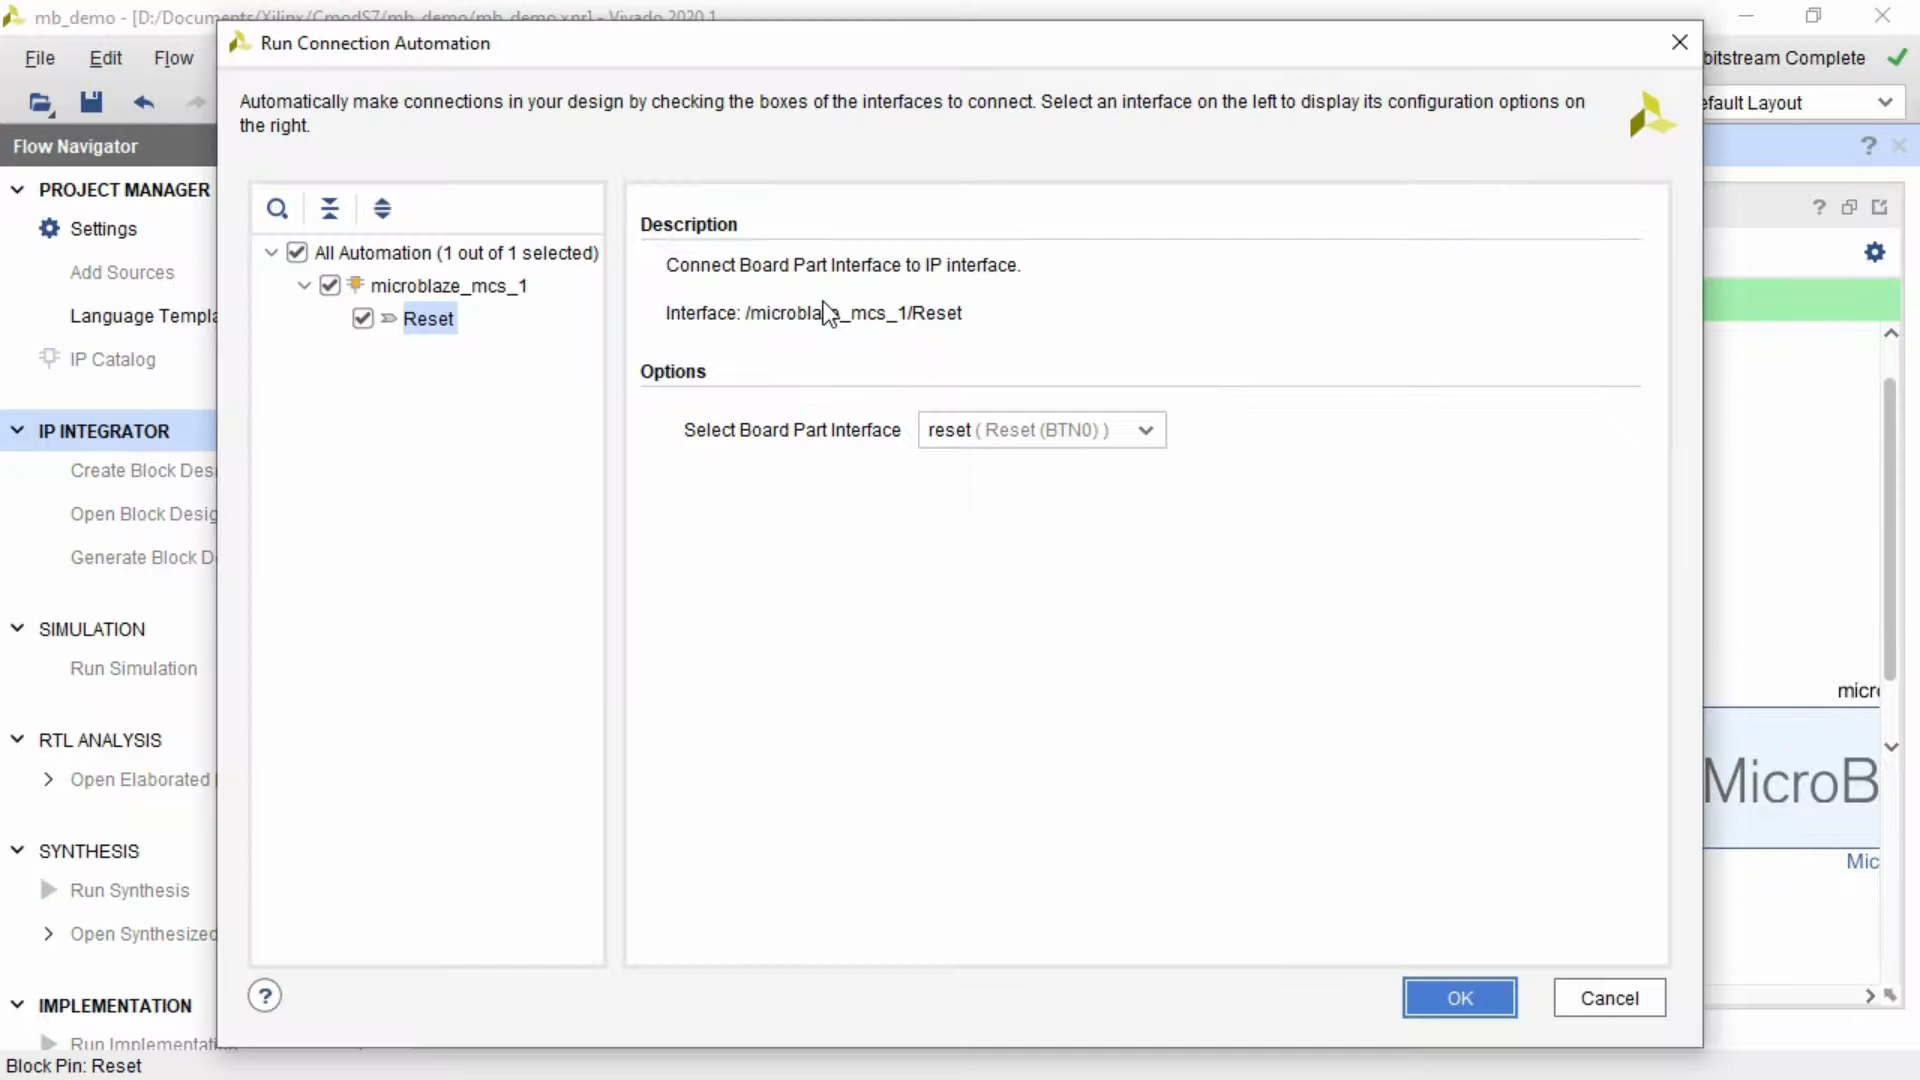 mb_demo - [D:/Documents/Xilinx/CmodS7/mb_demo/mb_demo.xpr] - Vivado 2020.1
Run Connection Automation
File Edit Flow
bitstream Complete
Automatically make connections in your design by checking the boxes of the interfaces to connect. Select an interface on the left to display its configuration options on
the right.
efault Layout
Flow Navigator
?
PROJECT MANAGER
Settings
Add Sources
Language Templa
IP Catalog
IP INTEGRATOR
Create Block Des
Open Block Desig
Generate Block D
SIMULATION
Run Simulation
RTL ANALYSIS
Open Elaborated
SYNTHESIS
Run Synthesis
Open Synthesized
IMPLEMENTATION
Run Implementati
Block Pin: Reset
All Automation (1 out of 1 selected)
microblaze_mcs_1
Reset
Description
Connect Board Part Interface to IP interface.
Interface: /microblaze_mcs_1/Reset
Options
Select Board Part Interface
reset ( Reset (BTN0) )
?
OK
Cancel
?
micr
MicroB
Mic